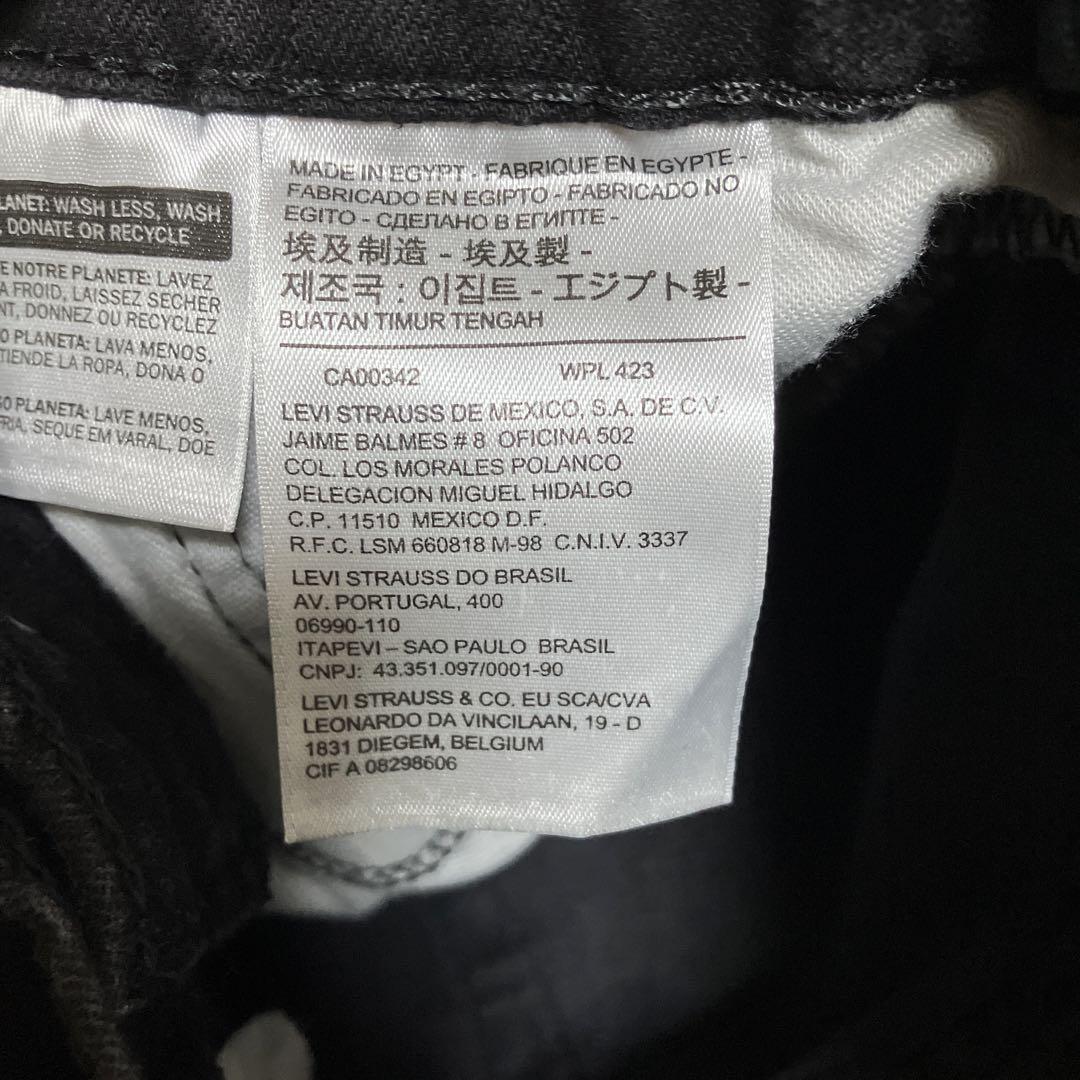 LANET: WASH LESS, WASH
, DONATE OR RECYCLE
E NOTRE PLANETE: LAVEZ
A FROID, LAISSEZ SECHER
NT, DONNEZ OU RECYCLEZ
O PLANETA: LAVA MENOS,
TIENDE LA ROPA, DONA O
SO PLANETA: LAVE MENOS,
FRIA, SEQUE EM VARAL, DOE
MADE IN EGYPT - FABRIQUE EN EGYPTE -
FABRICADO EN EGIPTO - FABRICADO NO
EGITO - СДЕЛАНО В ЕГИПТЕ -
埃及制造 - 埃及製 -
제조국 : 이집트 - エジプト製 -
BUATAN TIMUR TENGAH
CA00342 WPL 423
LEVI STRAUSS DE MEXICO, S.A. DE C.V.
JAIME BALMES # 8 OFICINA 502
COL. LOS MORALES POLANCO
DELEGACION MIGUEL HIDALGO
C.P. 11510 MEXICO D.F.
R.F.C. LSM 660818 M-98 C.N.I.V. 3337
LEVI STRAUSS DO BRASIL
AV. PORTUGAL, 400
06990-110
ITAPEVI – SAO PAULO BRASIL
CNPJ: 43.351.097/0001-90
LEVI STRAUSS & CO. EU SCA/CVA
LEONARDO DA VINCILAAN, 19 - D
1831 DIEGEM, BELGIUM
CIF A 08298606